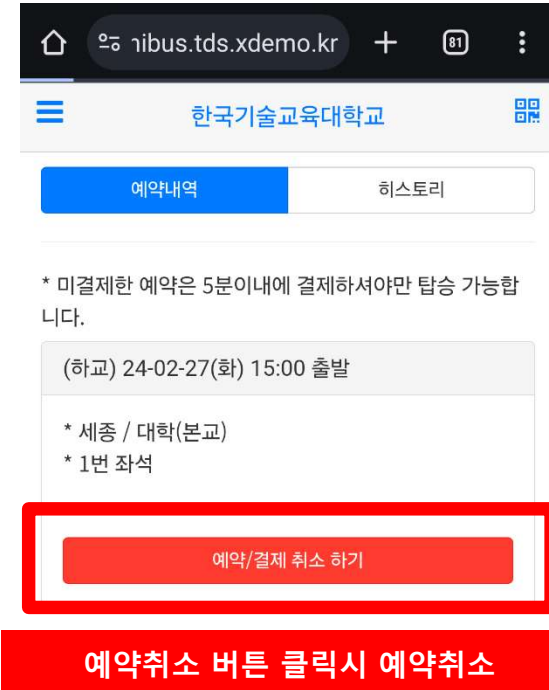 nibus.tds.xdemo.kr
81
한국기술교육대학교
예약내역
히스토리
* 미결제한 예약은 5분이내에 결제하셔야만 탑승 가능합
니다.
(하교) 24-02-27(화) 15:00 출발
* 세종 / 대학(본교)
* 1번 좌석
예약/결제 취소 하기
예약취소 버튼 클릭시 예약취소